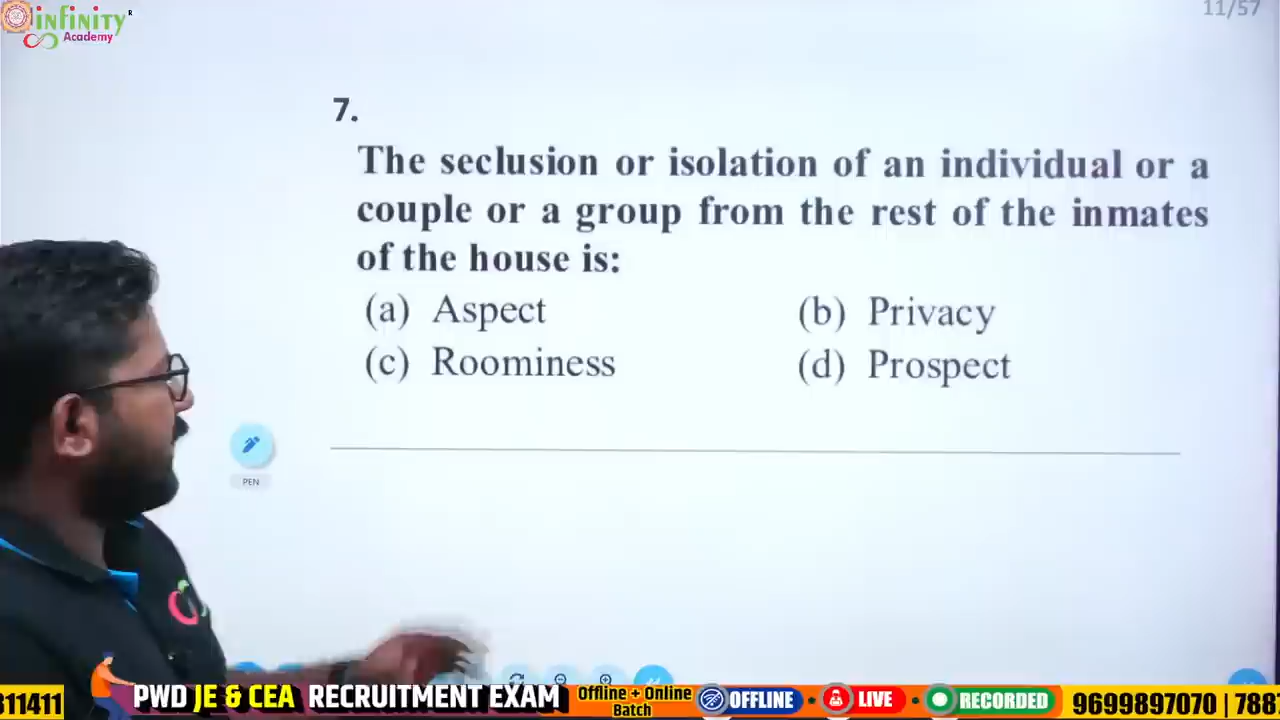 infinity
Academy
11/57
7.
The seclusion or isolation of an individual or a
couple or a group from the rest of the inmates
of the house is:
(a) Aspect
(b) Privacy
(c) Roominess
(d) Prospect
PEN
311411
PWD JE & CEA RECRUITMENT EXAM
Offline + Online
Batch
OFFLINE
LIVE
RECORDED
9699897070 | 788